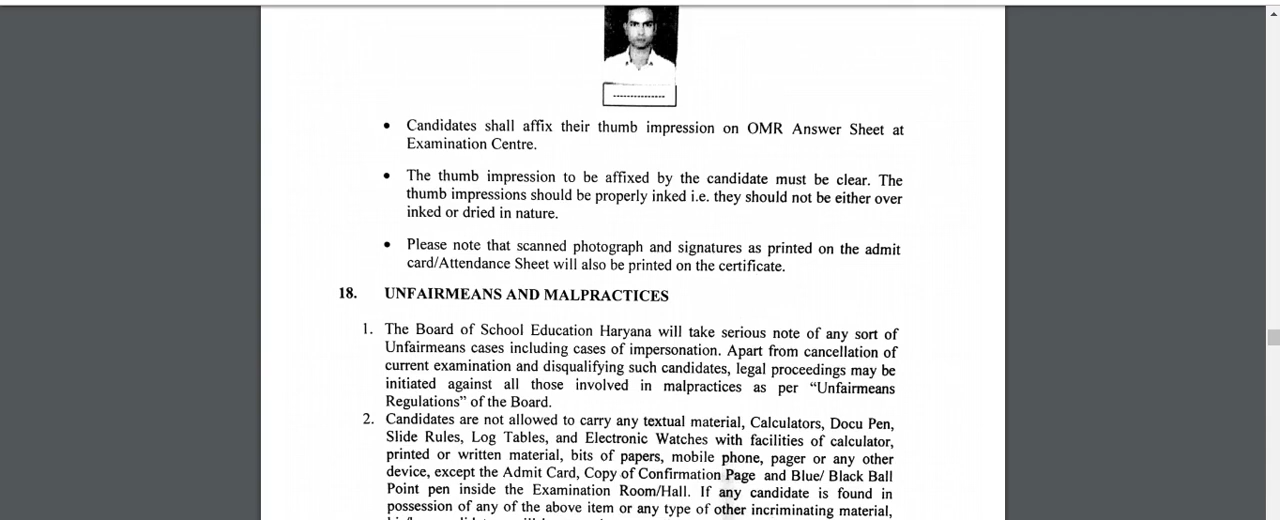 ---------------
• Candidates shall affix their thumb impression on OMR Answer Sheet at
Examination Centre.
• The thumb impression to be affixed by the candidate must be clear. The
thumb impressions should be properly inked i.e. they should not be either over
inked or dried in nature.
• Please note that scanned photograph and signatures as printed on the admit
card/Attendance Sheet will also be printed on the certificate.
18. UNFAIRMEANS AND MALPRACTICES
1. The Board of School Education Haryana will take serious note of any sort of
Unfairmeans cases including cases of impersonation. Apart from cancellation of
current examination and disqualifying such candidates, legal proceedings may be
initiated against all those involved in malpractices as per “Unfairmeans
Regulations” of the Board.
2. Candidates are not allowed to carry any textual material, Calculators, Docu Pen,
Slide Rules, Log Tables, and Electronic Watches with facilities of calculator,
printed or written material, bits of papers, mobile phone, pager or any other
device, except the Admit Card, Copy of Confirmation Page and Blue/ Black Ball
Point pen inside the Examination Room/Hall. If any candidate is found in
possession of any of the above item or any type of other incriminating material,